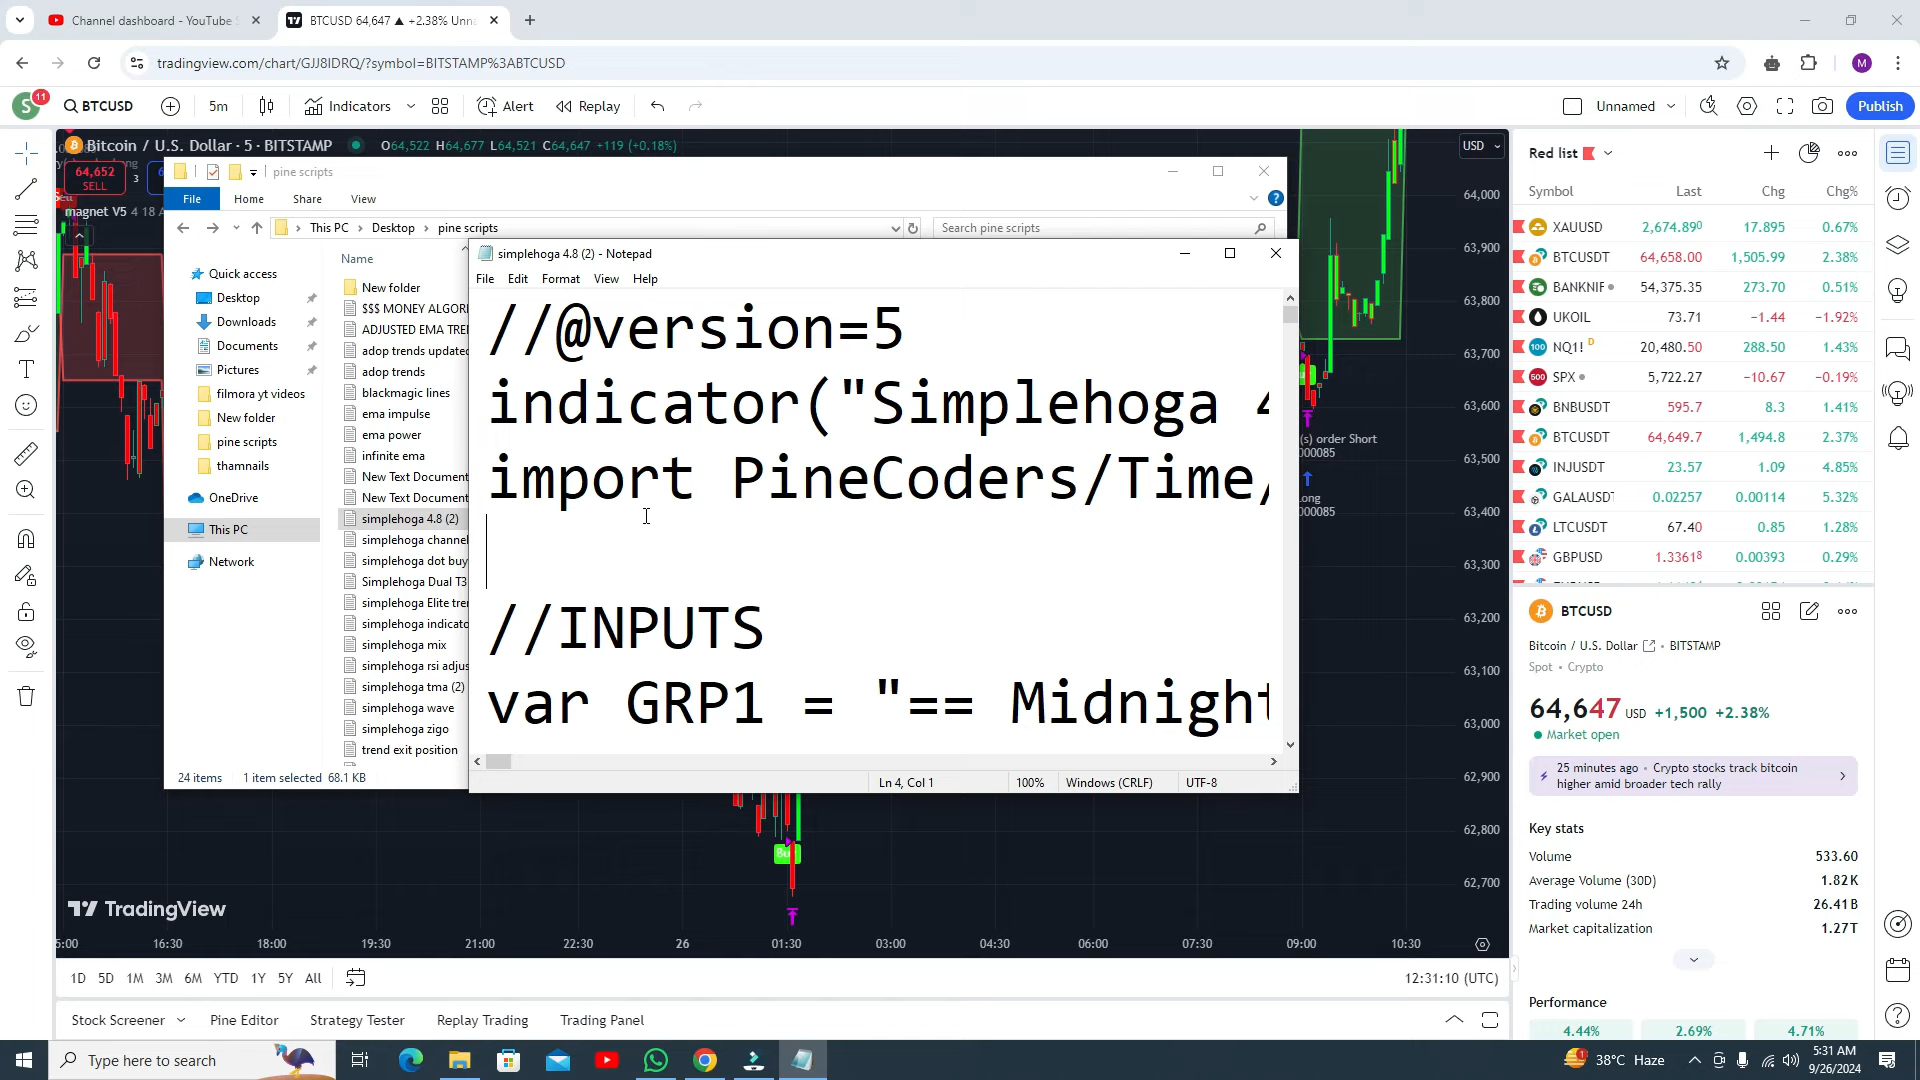 Channel dashboard - YouTube
BTCUSD 64,647 ▲ +2.38% Unna
tradingview.com/chart/GJJ8IDRQ/?symbol=BITSTAMP%3ABTCUSD
M
S
11
BTCUSD
5m
Indicators
Alert
Replay
Unnamed
Publish
Bitcoin / U.S. Dollar · 5 · BITSTAMP
O64,522 H64,677 L64,521 C64,647 +119 (+0.18%)
USD
64,652
SELL
3
magnet V5 4 18
pine scripts
File
Home
Share
View
This PC
Desktop
pine scripts
Search pine scripts
Name
Quick access
Desktop
Downloads
Documents
Pictures
filmora yt videos
New folder
pine scripts
thamnails
OneDrive
This PC
Network
New folder
$$$ MONEY ALGORI
ADJUSTED EMA TREN
adop trends updated
adop trends
blackmagic lines
ema impulse
ema power
infinite ema
New Text Document
New Text Document
simplehoga 4.8 (2)
simplehoga channel
simplehoga dot buy
Simplehoga Dual T3
simplehoga Elite tren
simplehoga indicato
simplehoga mix
simplehoga rsi adjus
simplehoga tma (2)
simplehoga wave
simplehoga zigo
trend exit position
24 items
1 item selected 68.1 KB
simplehoga 4.8 (2) - Notepad
File
Edit
Format
View
Help
//@version=5
indicator("Simplehoga 4
import PineCoders/Time/
//INPUTS
var GRP1 = "== Midnight
Ln 4, Col 1
100%
Windows (CRLF)
UTF-8
(s) order Short
000085
Long
000085
64,000
63,900
63,800
63,700
63,600
63,500
63,400
63,300
63,200
63,100
63,000
62,900
62,800
62,700
TradingView
5:00
16:30
18:00
19:30
21:00
22:30
26
01:30
03:00
04:30
06:00
07:30
09:00
10:30
1D
5D
1M
3M
6M
YTD
1Y
5Y
All
12:31:10 (UTC)
Stock Screener
Pine Editor
Strategy Tester
Replay Trading
Trading Panel
Red list
Symbol Last Chg Chg%
XAUUSD 2,674.890 17.895 0.67%
BTCUSDT 64,658.00 1,505.99 2.38%
BANKNIF 54,375.35 273.70 0.51%
UKOIL 73.71 −1.44 −1.92%
NQ1! D 20,480.50 288.50 1.43%
SPX 5,722.27 −10.67 −0.19%
BNBUSDT 595.7 8.3 1.41%
BTCUSDT 64,649.7 1,494.8 2.37%
INJUSDT 23.57 1.09 4.85%
GALAUSDT 0.02257 0.00114 5.32%
LTCUSDT 67.40 0.85 1.28%
GBPUSD 1.33618 0.00393 0.29%
BTCUSD
Bitcoin / U.S. Dollar • BITSTAMP
Spot • Crypto
64,647 USD +1,500 +2.38%
Market open
25 minutes ago • Crypto stocks track bitcoin
higher amid broader tech rally
Key stats
Volume 533.60
Average Volume (30D) 1.82K
Trading volume 24h 26.41B
Market capitalization 1.27T
Performance
4.44%
2.69%
4.71%
Type here to search
38°C Haze
5:31 AM
9/26/2024